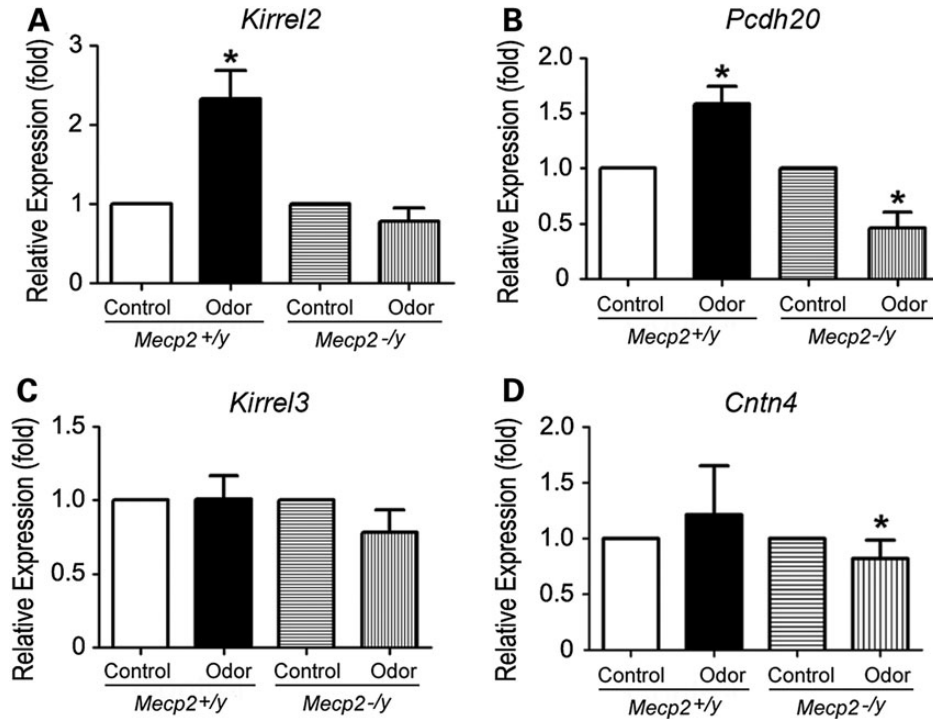 A
Kirrel2
Relative Expression (fold)
3
2
1
0
*
Control Odor Control Odor
Mecp2 +/y Mecp2 -/y
B
Pcdh20
Relative Expression (fold)
2.0
1.5
1.0
0.5
0
*
*
Control Odor Control Odor
Mecp2 +/y Mecp2 -/y
C
Kirrel3
Relative Expression (fold)
1.5
1.0
0.5
0
Control Odor Control Odor
Mecp2 +/y Mecp2 -/y
D
Cntn4
Relative Expression (fold)
2.0
1.5
1.0
0.5
0
*
Control Odor Control Odor
Mecp2 +/y Mecp2 -/y